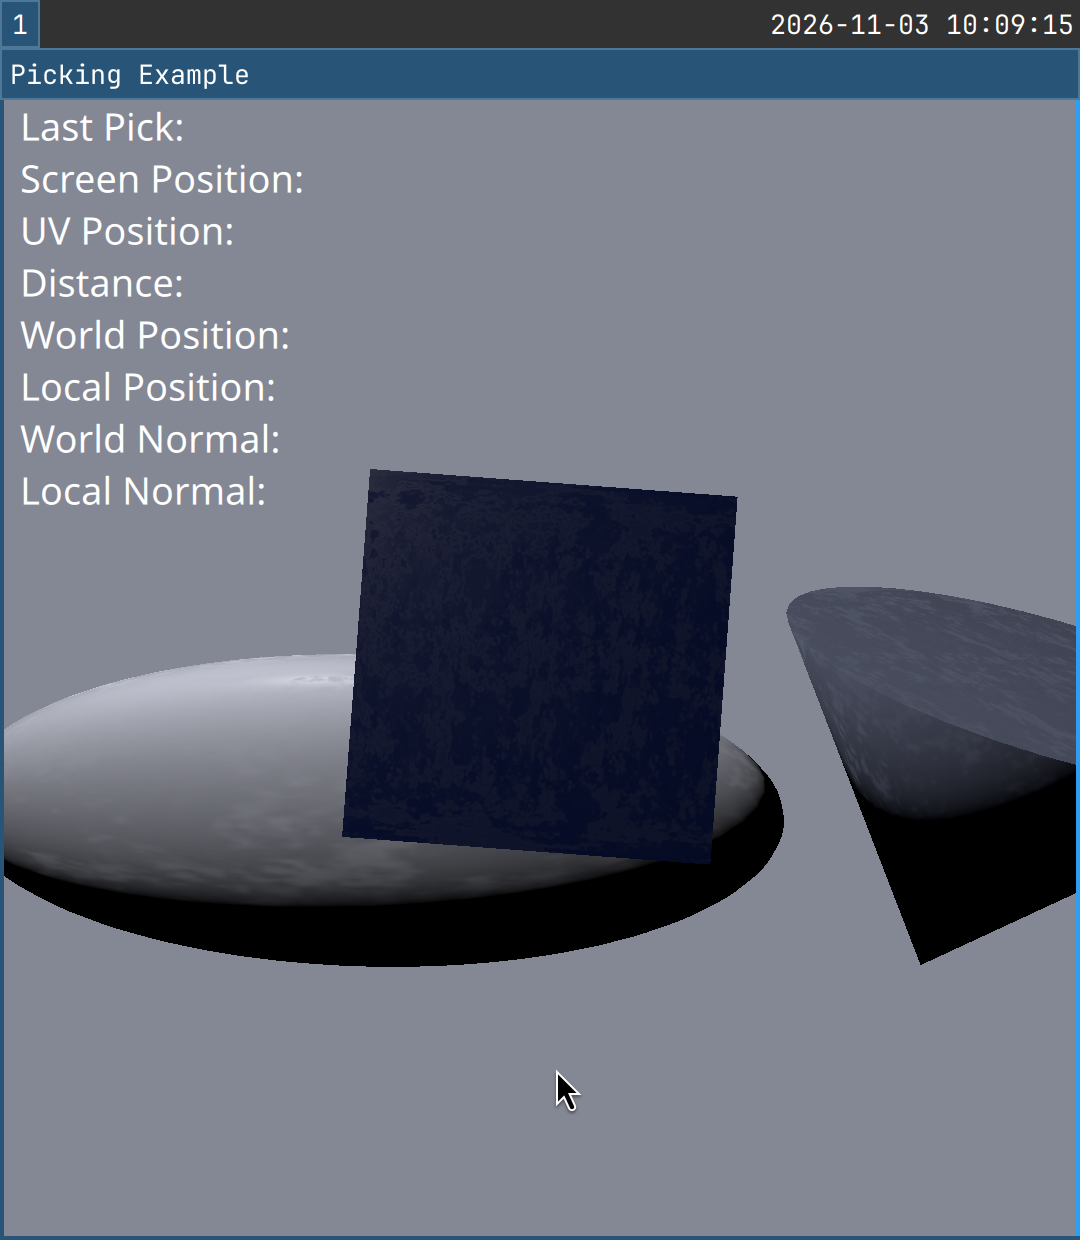 1
2026-11-03 10:09:15
Picking Example
Last Pick:
Screen Position:
UV Position:
Distance:
World Position:
Local Position:
World Normal:
Local Normal: